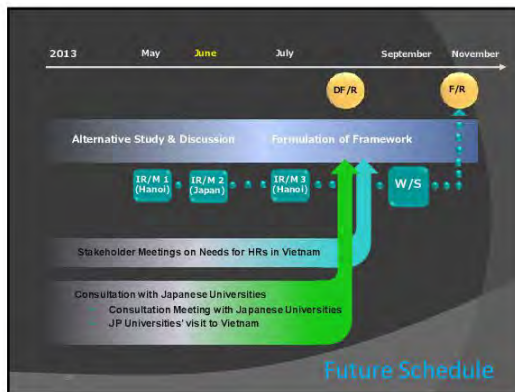 2013 May June July September November
DF/R F/R
Alternative Study & Discussion Formulation of Framework
IR/M 1 IR/M 2 IR/M 3 W/S
(Hanoi) (Japan) (Hanoi)
Stakeholder Meetings on Needs for HRs in Vietnam
Consultation with Japanese Universities
Consultation Meeting with Japanese Universities
JP Universities' visit to Vietnam
Future Schedule